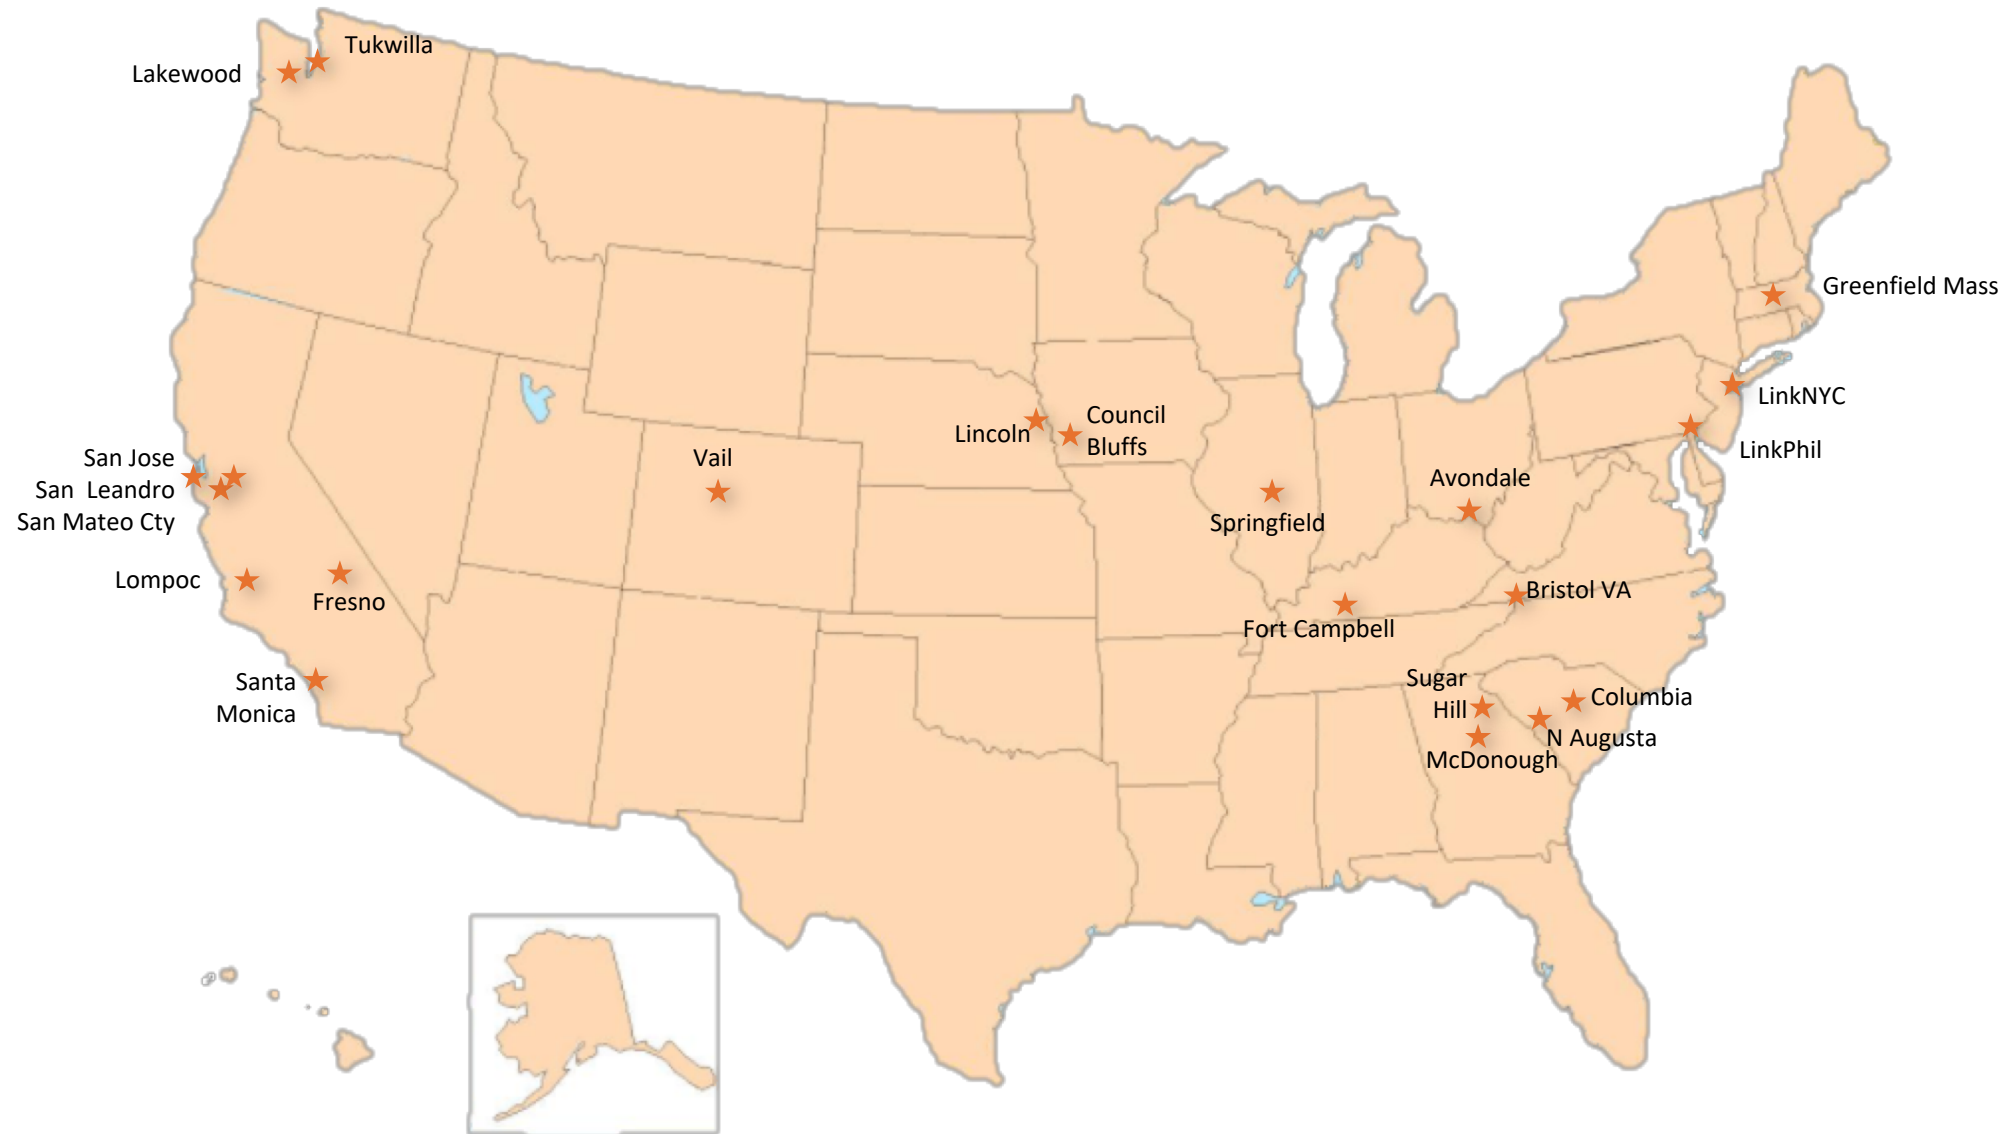 Tukwilla
Lakewood
Greenfield Mass
LinkNYC
LinkPhil
Lincoln
Council
Bluffs
Vail
San Jose
San  Leandro
San Mateo Cty
Avondale
Springfield
Lompoc
Fresno
Bristol VA
Fort Campbell
Santa
Monica
Sugar
Hill
Columbia
N Augusta
McDonough